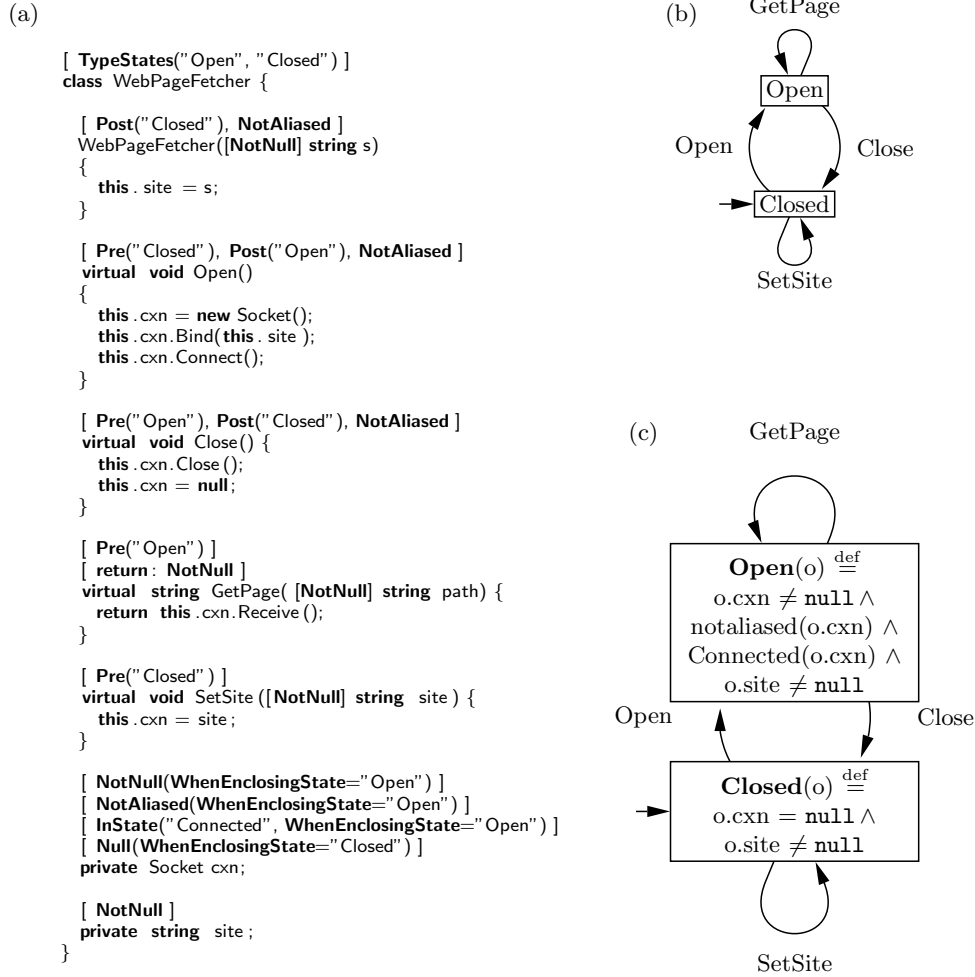 (a)
[ TypeStates("Open", "Closed") ]
class WebPageFetcher {
[ Post("Closed"), NotAliased ]
WebPageFetcher([NotNull] string s)
{
this . site = s;
}
[ Pre("Closed"), Post("Open"), NotAliased ]
virtual void Open()
{
this .cxn = new Socket();
this .cxn.Bind(this . site );
this .cxn.Connect();
}
[ Pre("Open"), Post("Closed"), NotAliased ]
virtual void Close() {
this .cxn.Close ();
this .cxn = null;
}
[ Pre("Open") ]
[ return : NotNull ]
virtual string GetPage( [NotNull] string path) {
return this .cxn.Receive ();
}
[ Pre("Closed") ]
virtual void SetSite ([NotNull] string site ) {
this .cxn = site ;
}
[ NotNull(WhenEnclosingState="Open") ]
[ NotAliased(WhenEnclosingState="Open") ]
[ InState("Connected", WhenEnclosingState="Open") ]
[ Null(WhenEnclosingState="Closed") ]
private Socket cxn;
[ NotNull ]
private string site ;
}
(b)
GetPage
Open
Open
Close
Closed
SetSite
(c)
GetPage
Open(o) def=
o.cxn ≠ null ∧
notaliased(o.cxn) ∧
Connected(o.cxn) ∧
o.site ≠ null
Open
Close
Closed(o) def=
o.cxn = null ∧
o.site ≠ null
SetSite